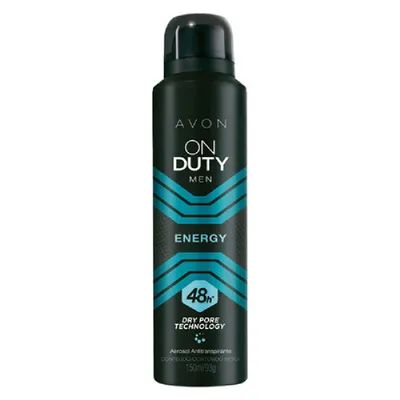 AVON
ON
DUTY
MEN
ENERGY
48h*
DRY PORE
TECHNOLOGY
Aerosol Antitranspirante
150ml/93g